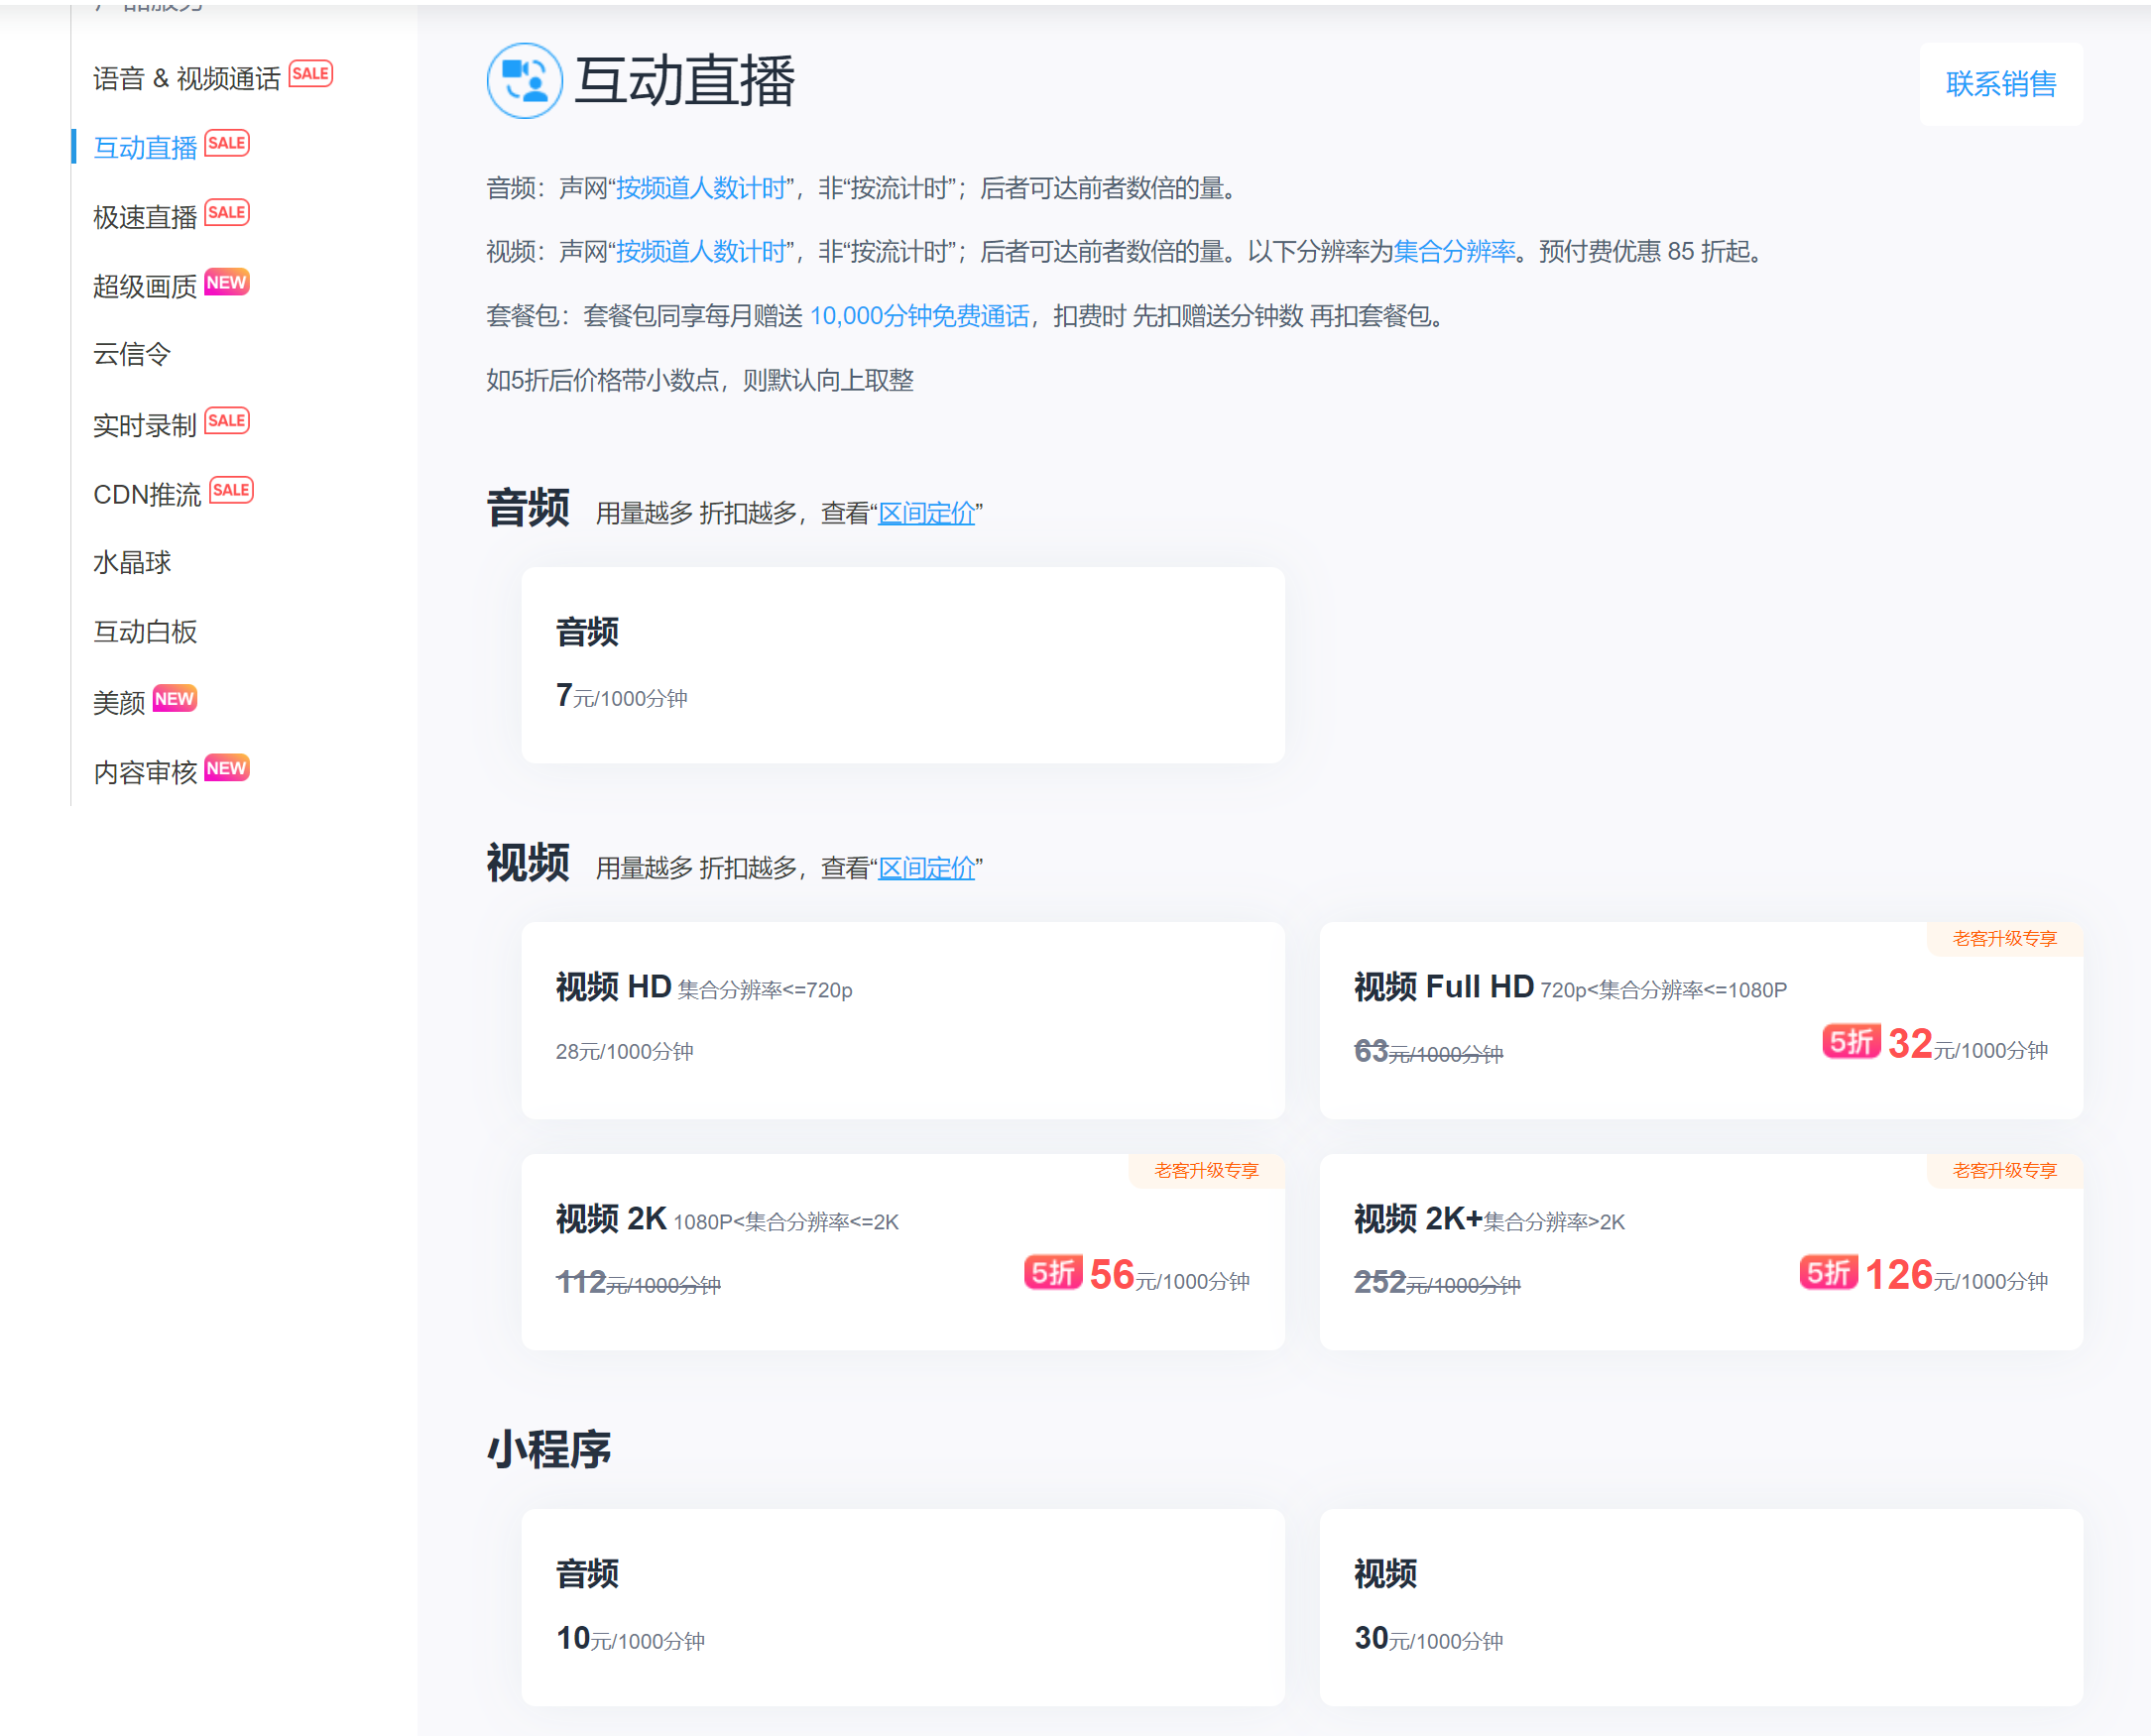 语音 & 视频通话 SALE
互动直播 SALE
极速直播 SALE
超级画质 NEW
云信令
实时录制 SALE
CDN推流 SALE
水晶球
互动白板
美颜 NEW
内容审核 NEW
互动直播
联系销售
音频：声网“按频道人数计时”，非“按流计时”；后者可达前者数倍的量。
视频：声网“按频道人数计时”，非“按流计时”；后者可达前者数倍的量。以下分辨率为集合分辨率。预付费优惠 85 折起。
套餐包：套餐包同享每月赠送 10,000分钟免费通话，扣费时 先扣赠送分钟数 再扣套餐包。
如5折后价格带小数点，则默认向上取整
音频 用量越多 折扣越多，查看“区间定价”
音频
7元/1000分钟
视频 用量越多 折扣越多，查看“区间定价”
视频 HD 集合分辨率<=720p
28元/1000分钟
老客升级专享
视频 Full HD 720p<集合分辨率<=1080P
63元/1000分钟 5折 32元/1000分钟
老客升级专享
视频 2K 1080P<集合分辨率<=2K
112元/1000分钟 5折 56元/1000分钟
老客升级专享
视频 2K+集合分辨率>2K
252元/1000分钟 5折 126元/1000分钟
小程序
音频
10元/1000分钟
视频
30元/1000分钟